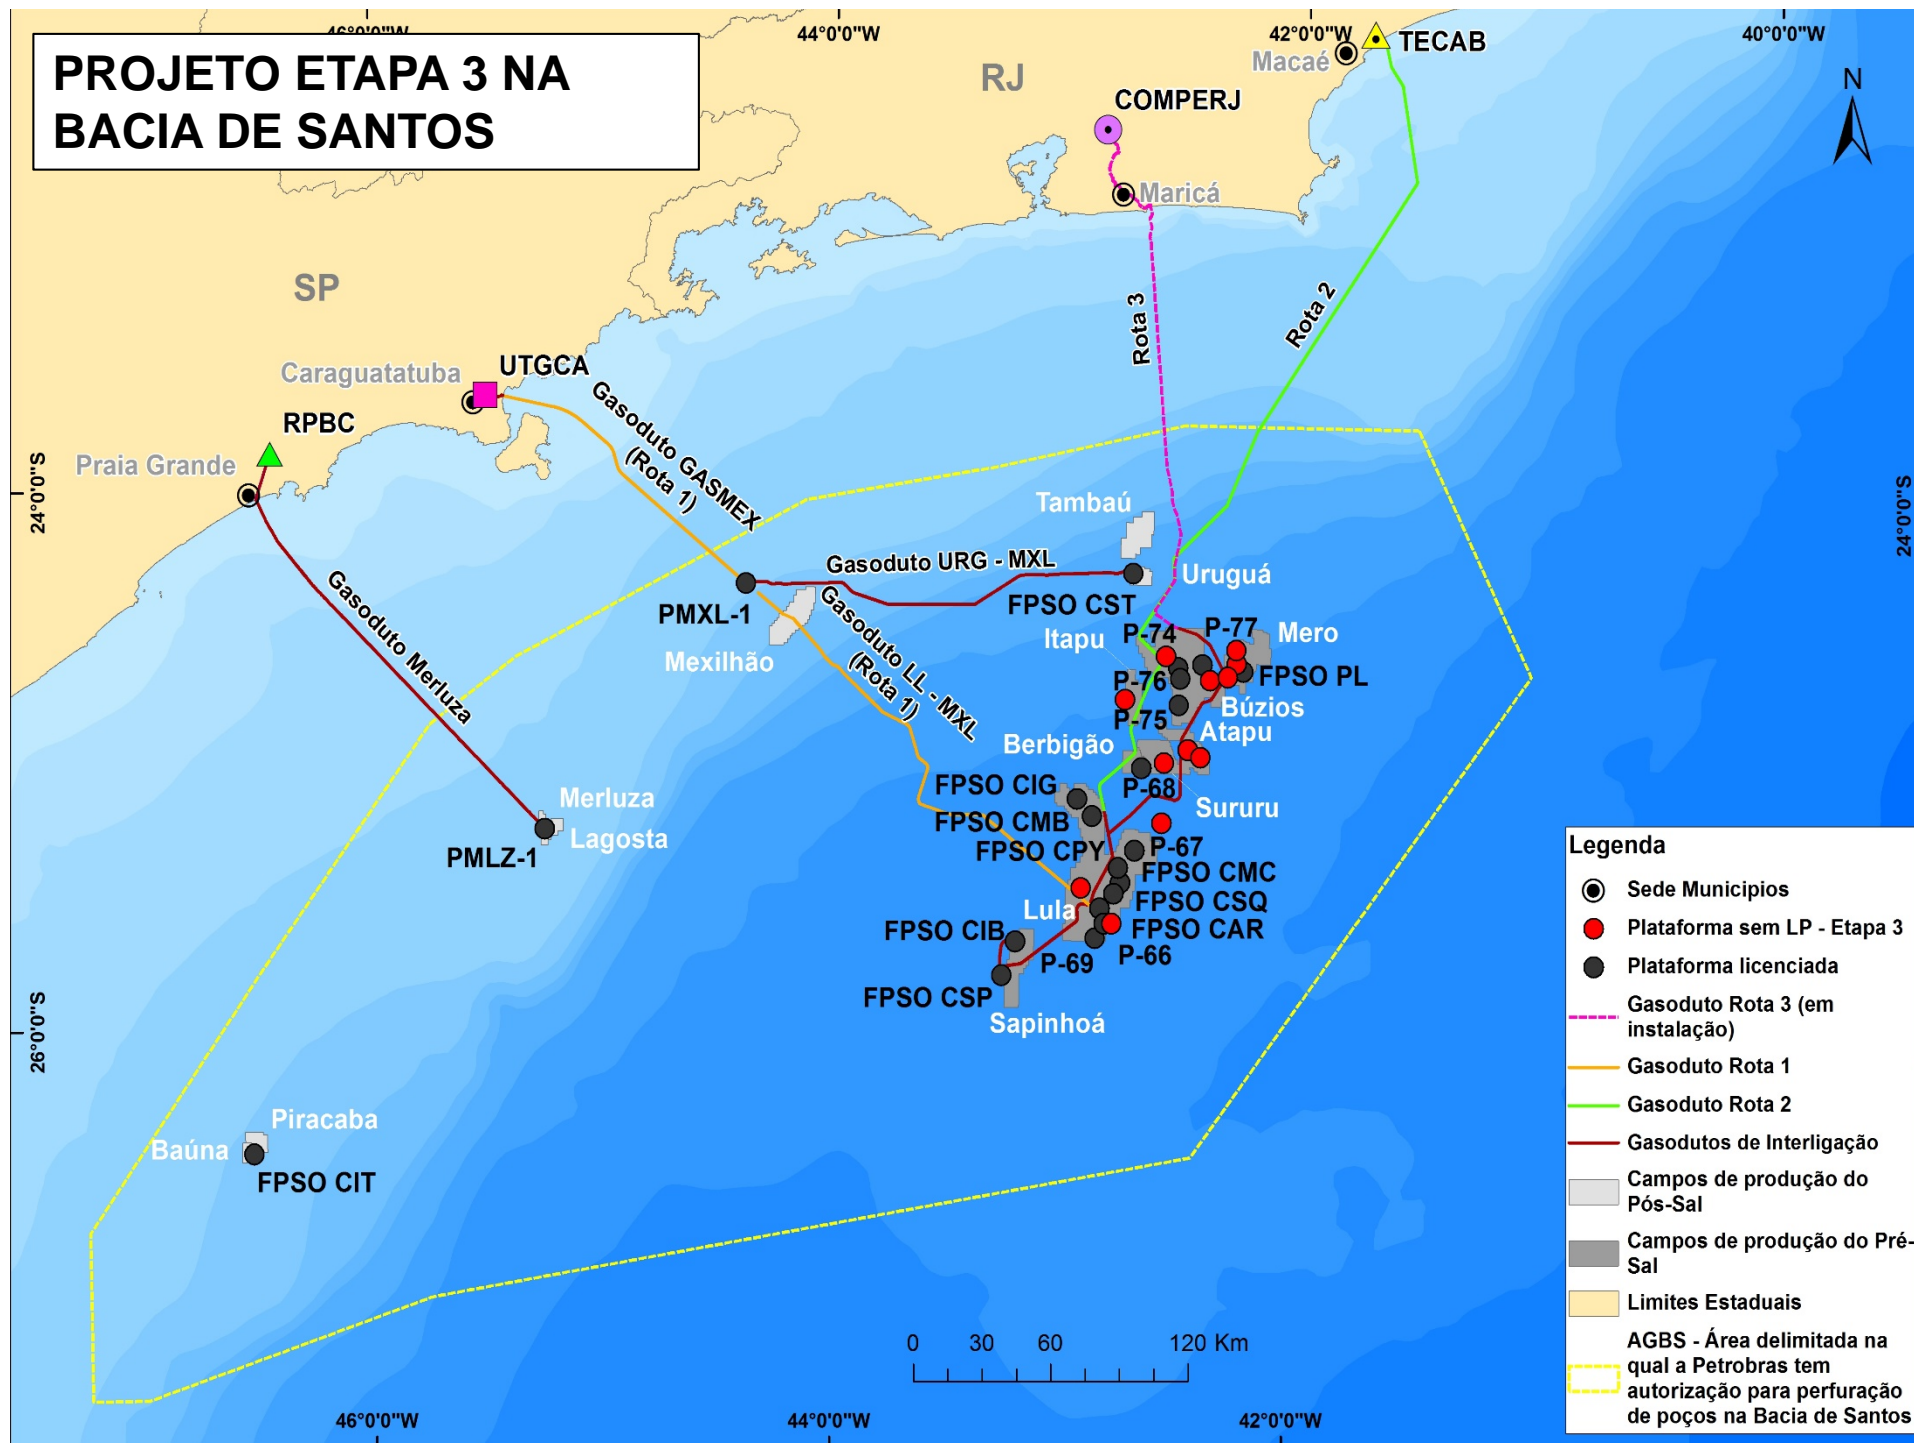 46°0'0"W
44°0'0"W
42°0'0"W
40°0'0"W
PROJETO ETAPA 3 NA
BACIA DE SANTOS
RJ
Macaé
TECAB
N
COMPERJ
Maricá
SP
Rota 3
Rota 2
Caraguatatuba
UTGCA
RPBC
Praia Grande
Gasoduto GASMEX
(Rota 1)
24°0'0"S
24°0'0"S
Tambaú
Gasoduto URG - MXL
Uruguá
FPSO CST
PMXL-1
Mexilhão
Gasoduto LL - MXL
(Rota 1)
Gasoduto Merluza
Itapu
P-74
P-77
Mero
FPSO PL
P-76
P-75
Búzios
Atapu
Berbigão
P-68
Sururu
FPSO CIG
FPSO CMB
FPSO CPY
P-67
FPSO CMC
FPSO CSQ
FPSO CAR
Lula
FPSO CIB
P-69
P-66
FPSO CSP
Sapinhoá
Merluza
Lagosta
PMLZ-1
26°0'0"S
Piracaba
Baúna
FPSO CIT
Legenda
Sede Municipios
Plataforma sem LP - Etapa 3
Plataforma licenciada
Gasoduto Rota 3 (em
instalação)
Gasoduto Rota 1
Gasoduto Rota 2
Gasodutos de Interligação
Campos de produção do
Pós-Sal
Campos de produção do Pré-
Sal
Limites Estaduais
AGBS - Área delimitada na
qual a Petrobras tem
autorização para perfuração
de poços na Bacia de Santos
0 30 60 120 Km
46°0'0"W
44°0'0"W
42°0'0"W